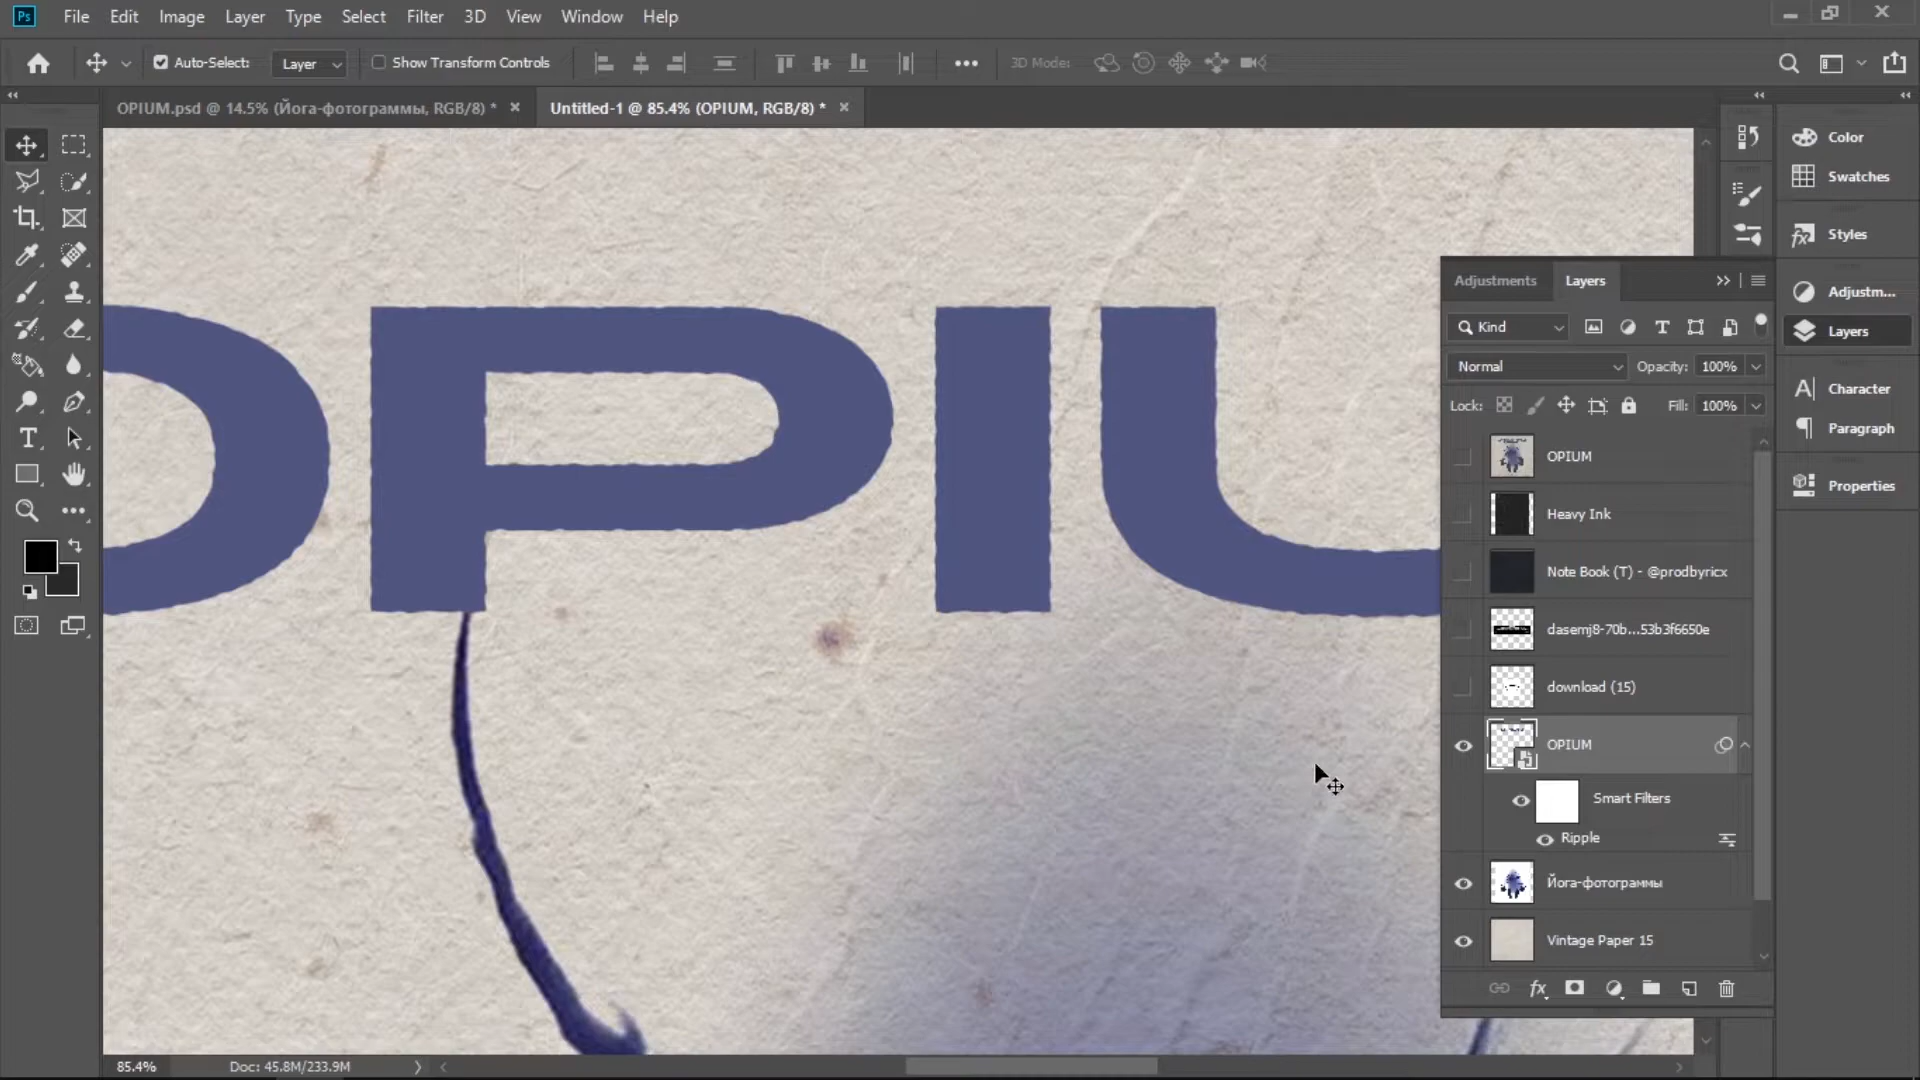 Ps File Edit Image Layer Type Select Filter 3D View Window Help
Auto-Select: Layer Show Transform Controls 3D Mode:
OPIUM.psd @ 14.5% (Йога-фотограммы, RGB/8) * Untitled-1 @ 85.4% (OPIUM, RGB/8) *
OPIU
Adjustments Layers
Kind
Normal Opacity: 100%
Lock: Fill: 100%
OPIUM
Heavy Ink
Note Book (T) - @prodbyricx
dasemj8-70b...53b3f6650e
download (15)
OPIUM
Smart Filters
Ripple
Йога-фотограммы
Vintage Paper 15
fx
Color
Swatches
Styles
Adjustm...
Layers
Character
Paragraph
Properties
85.4% Doc: 45.8M/233.9M